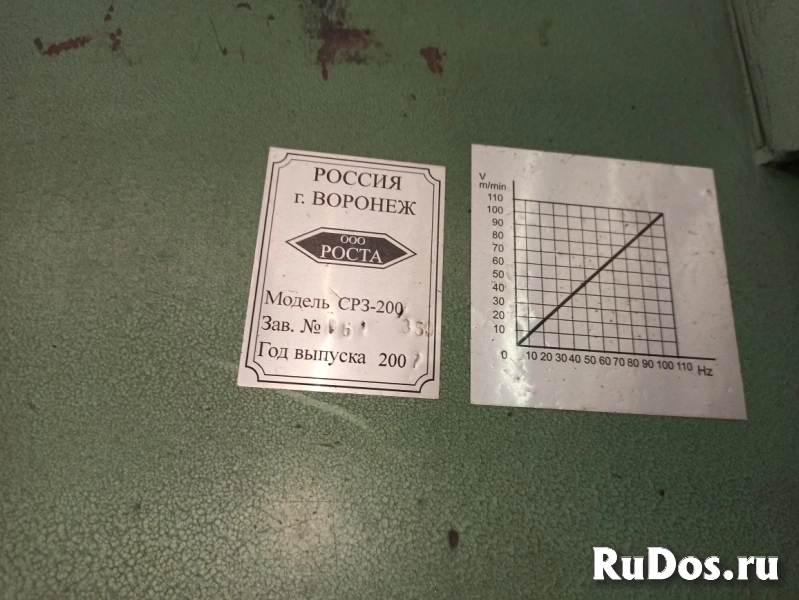 РОССИЯ
г. ВОРОНЕЖ
ООО
РОСТА
Модель СРЗ-200
Зав. №
Год выпуска 200
V
m/min
110
100
90
80
70
60
50
40
30
20
10
0
10 20 30 40 50 60 70 80 90 100 110 Hz
RuDos.ru